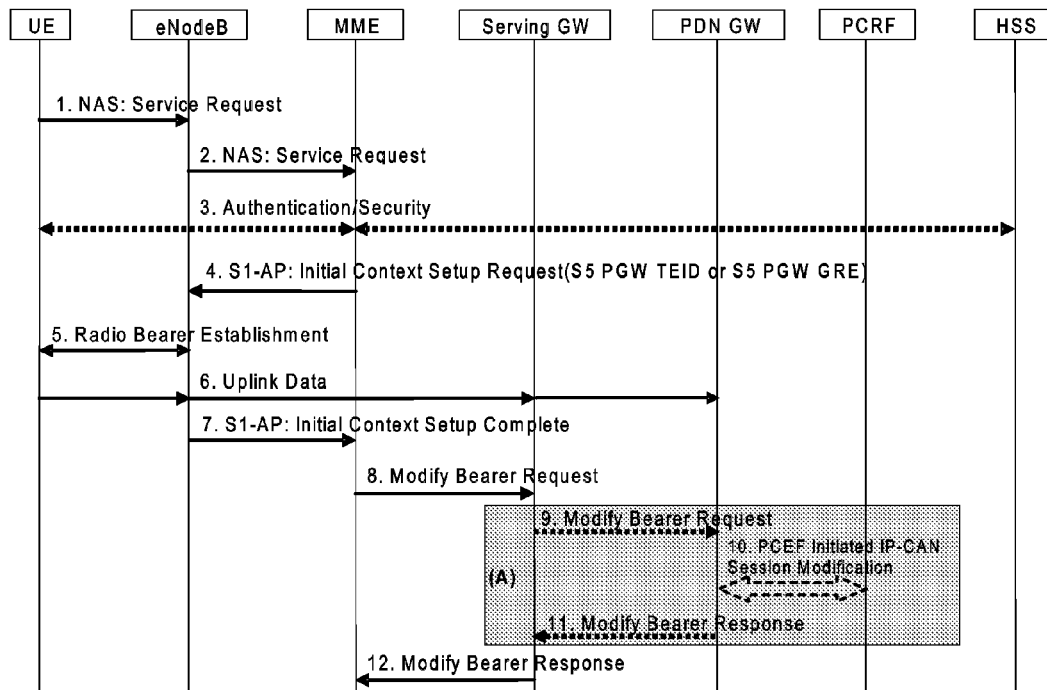 UE eNodeB MME Serving GW PDN GW PCRF HSS
1. NAS: Service Request
2. NAS: Service Request
3. Authentication/Security
4. S1-AP: Initial Context Setup Request(S5 PGW TEID or S5 PGW GRE)
5. Radio Bearer Establishment
6. Uplink Data
7. S1-AP: Initial Context Setup Complete
8. Modify Bearer Request
9. Modify Bearer Request
10. PCEF Initiated IP-CAN
Session Modification
(A)
11. Modify Bearer Response
12. Modify Bearer Response